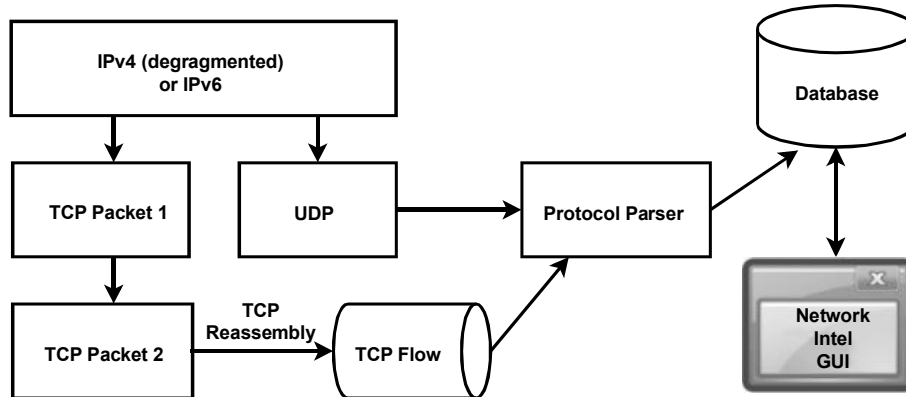 IPv4 (degragmented)
or IPv6
Database
TCP Packet 1
UDP
Protocol Parser
TCP
Reassembly
TCP Packet 2
TCP Flow
X
Network
Intel
GUI